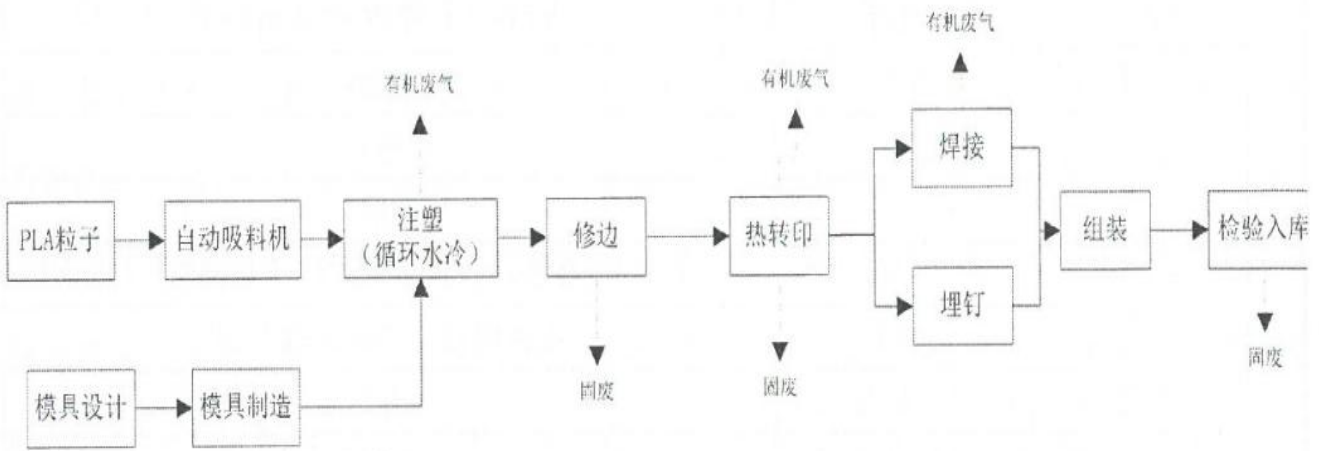 有机废气
有机废气
有机废气
焊接
PLA粒子
自动吸料机
注塑
（循环水冷）
修边
热转印
组装
检验入库
埋钉
固废
固废
固废
模具设计
模具制造